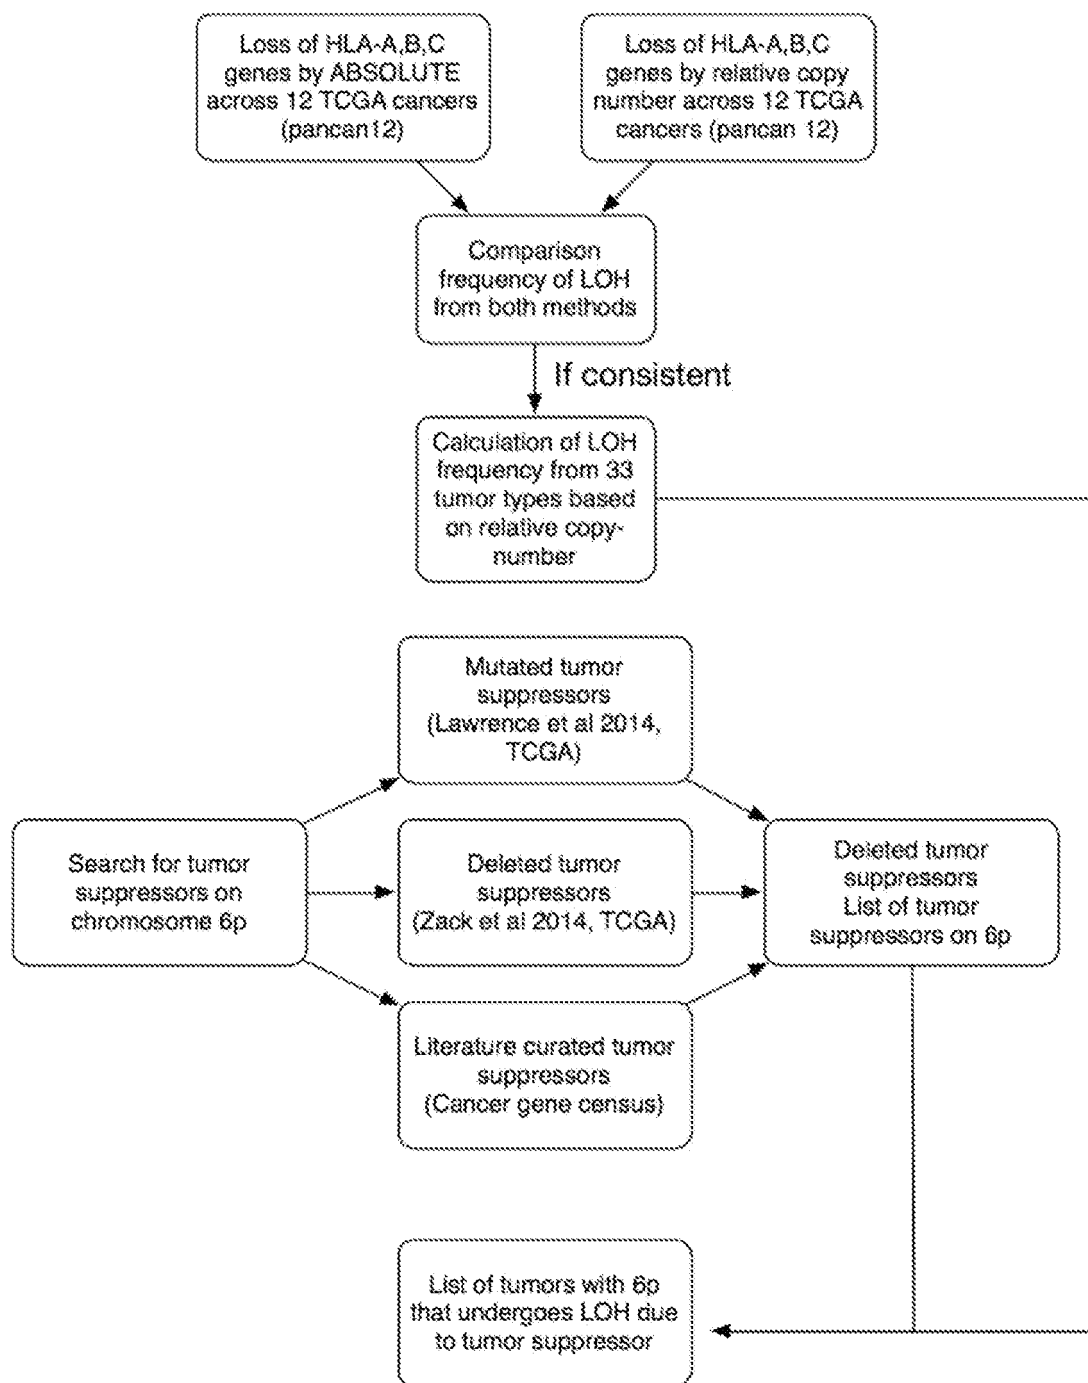 Loss of HLA-A,B,C
genes by ABSOLUTE
across 12 TCGA cancers
(pancan12)
Loss of HLA-A,B,C
genes by relative copy
number across 12 TCGA
cancers (pancan 12)
Comparison
frequency of LOH
from both methods
If consistent
Calculation of LOH
frequency from 33
tumor types based
on relative copy-
number
Mutated tumor
suppressors
(Lawrence et al 2014,
TCGA)
Search for tumor
suppressors on
chromosome 6p
Deleted tumor
suppressors
(Zack et al 2014, TCGA)
Deleted tumor
suppressors
List of tumor
suppressors on 6p
Literature curated tumor
suppressors
(Cancer gene census)
List of tumors with 6p
that undergoes LOH due
to tumor suppressor